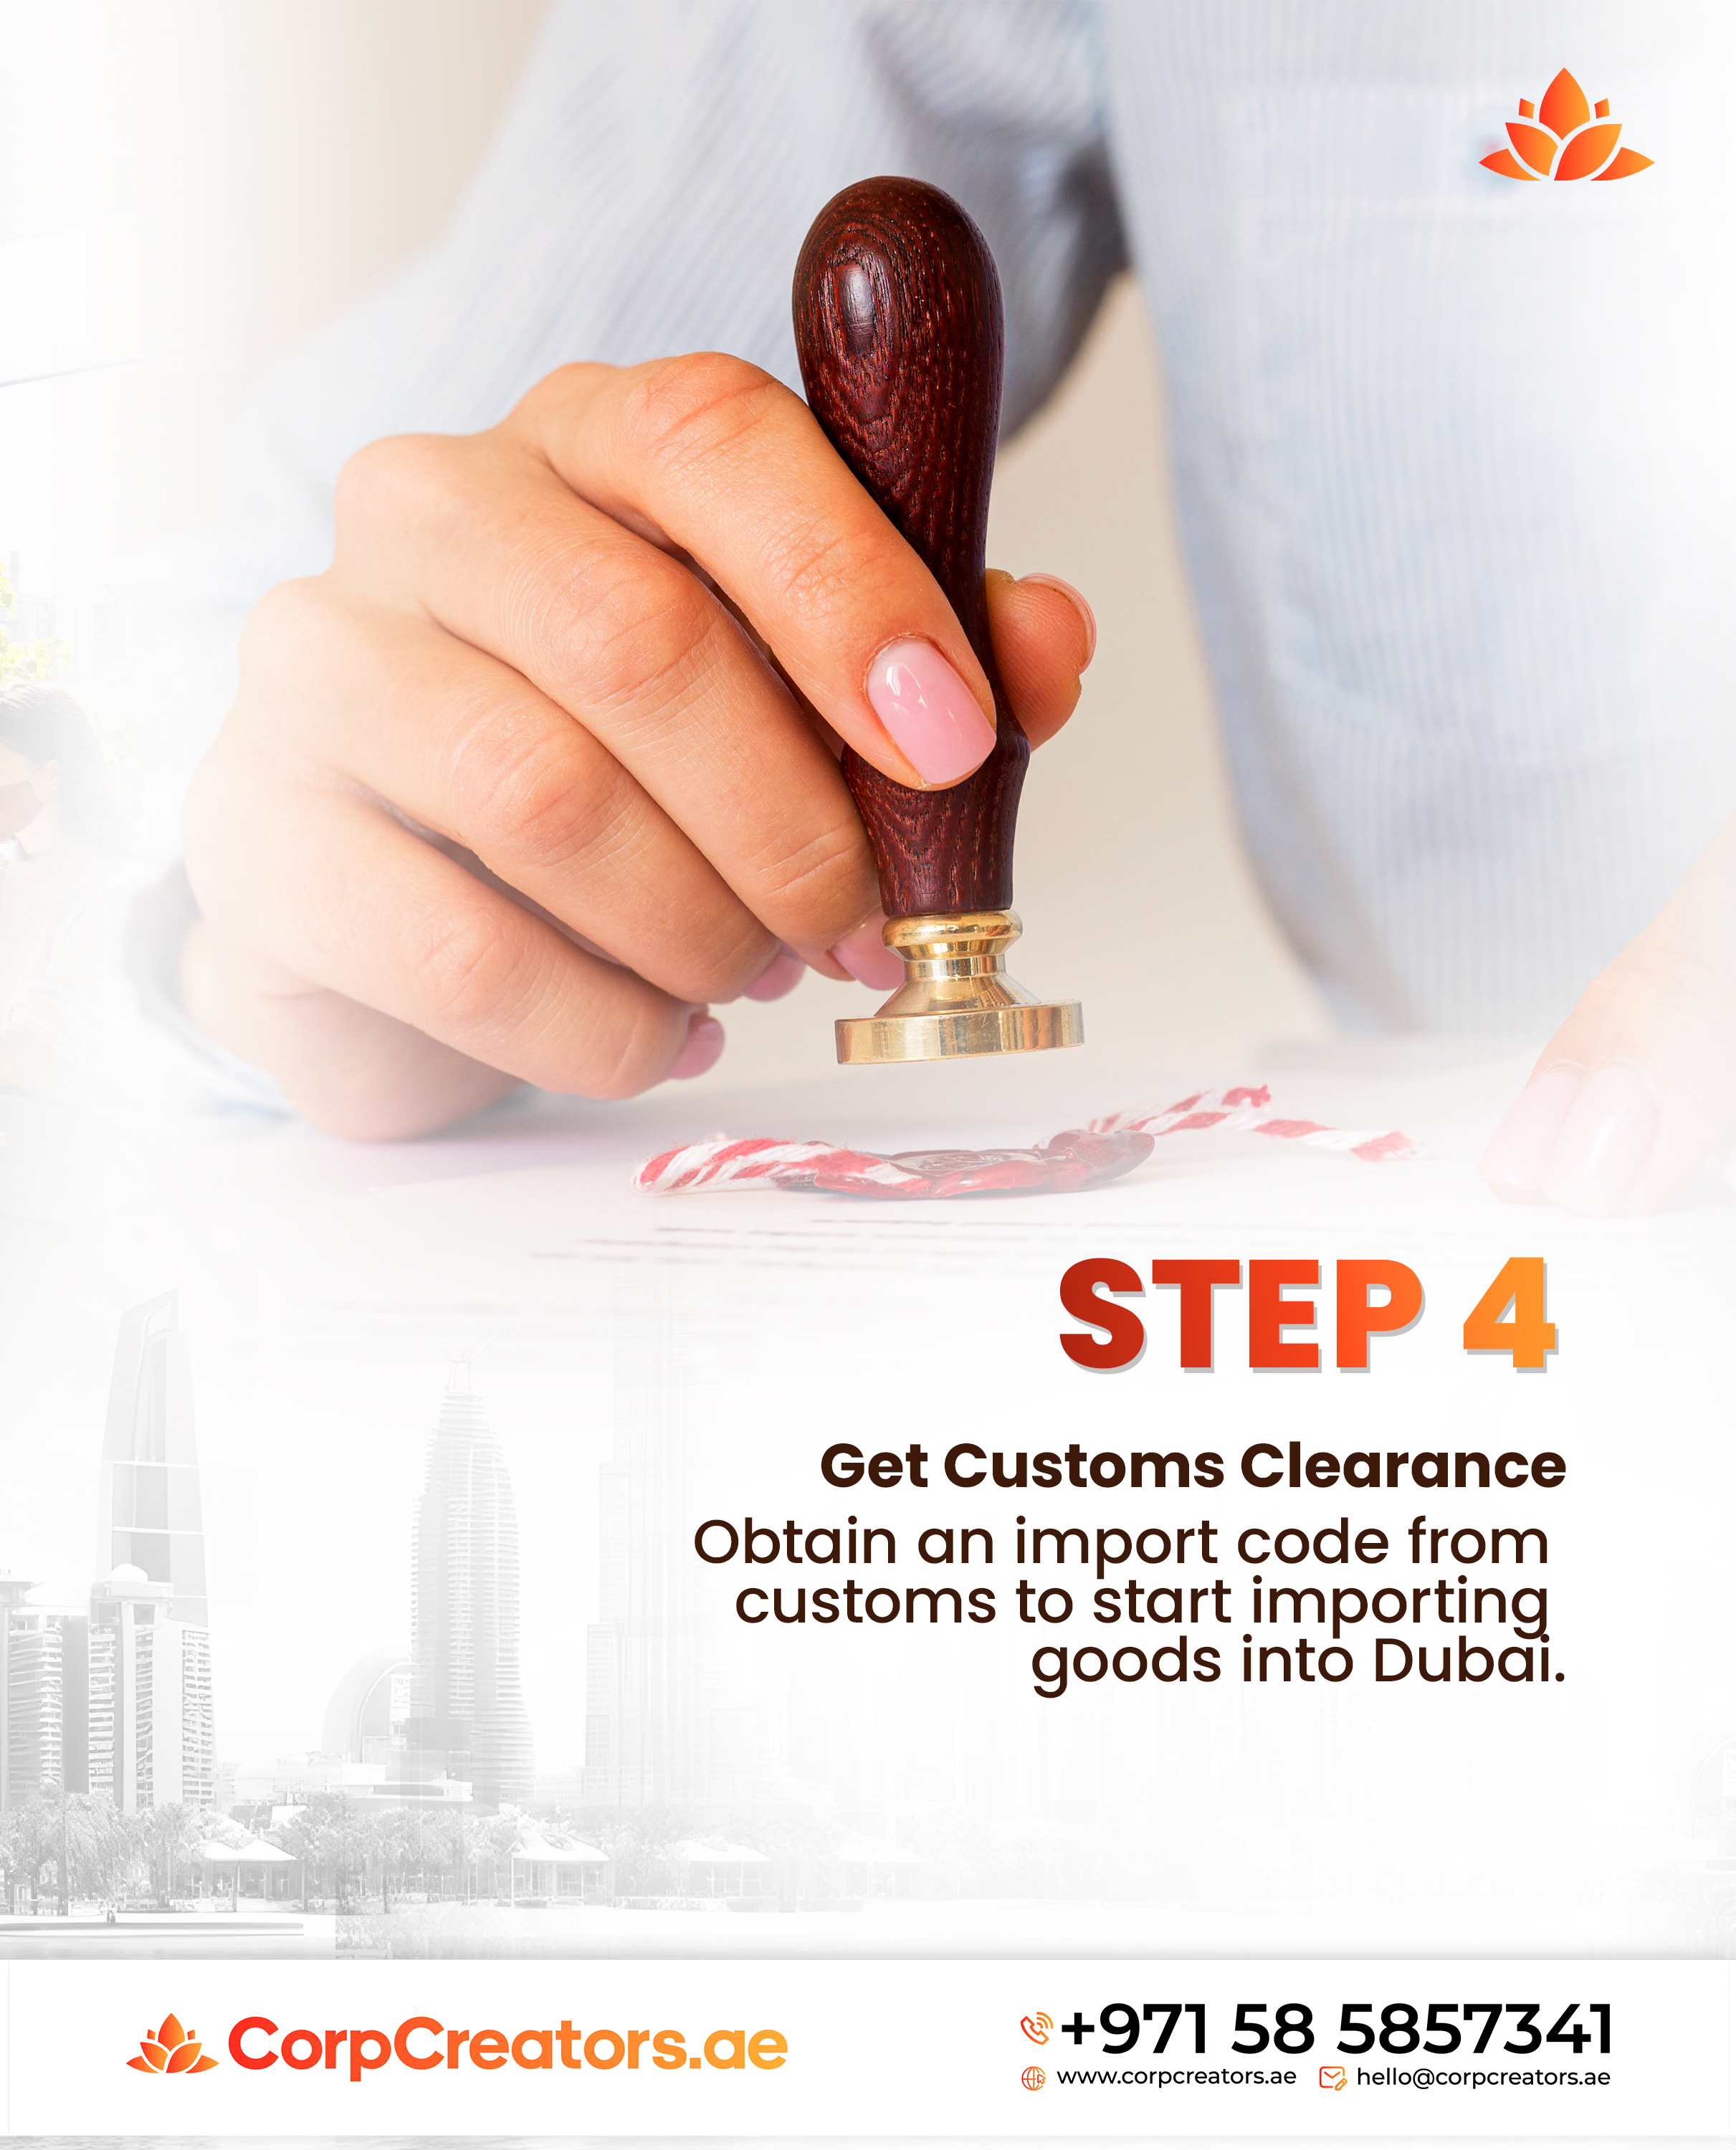 STEP 4
Get Customs Clearance
Obtain an import code from
customs to start importing
goods into Dubai.
CorpCreators.ae
+971 58 5857341
www.corpcreators.ae
hello@corpcreators.ae